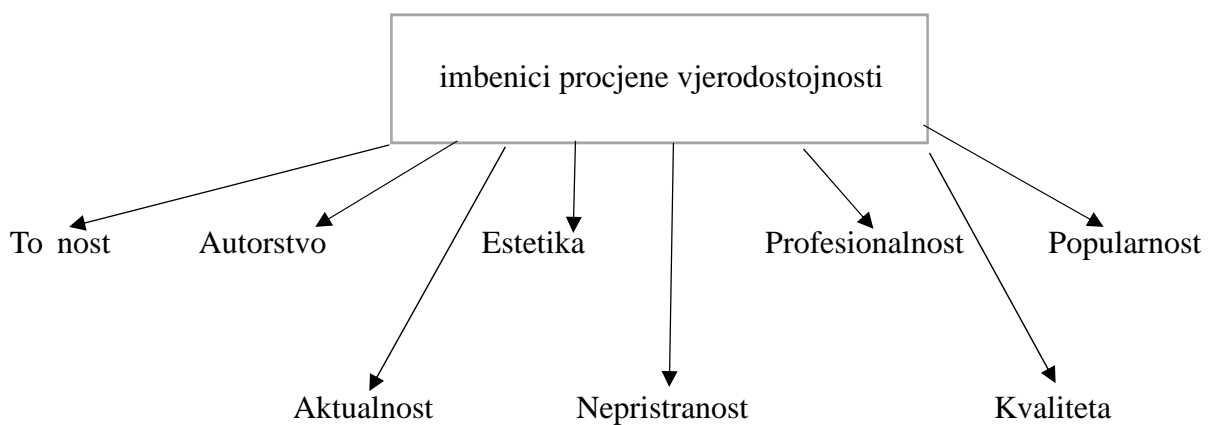 imbenici procjene vjerodostojnosti
To nost Autorstvo Estetika Profesionalnost Popularnost
Aktualnost Nepristranost Kvaliteta